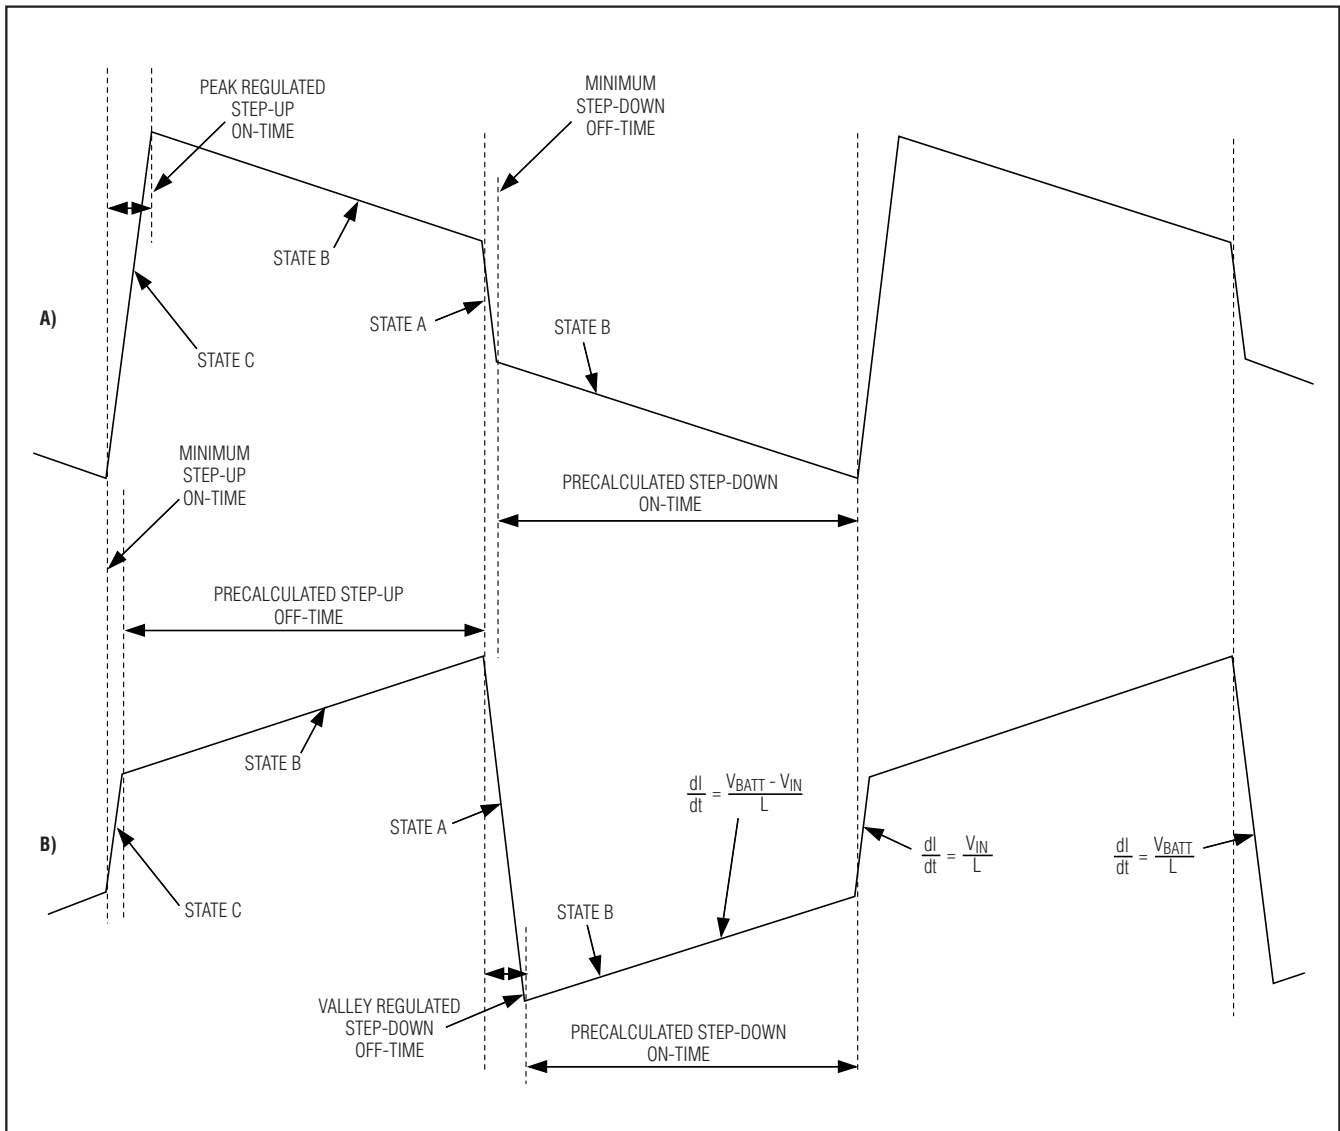 PEAK REGULATED
STEP-UP
ON-TIME
MINIMUM
STEP-DOWN
OFF-TIME
STATE B
A)
STATE A
STATE B
STATE C
MINIMUM
STEP-UP
ON-TIME
PRECALCULATED STEP-DOWN
ON-TIME
PRECALCULATED STEP-UP
OFF-TIME
STATE B
dI/dt = VBATT - VIN/L
STATE A
B)
dI/dt = VIN/L
dI/dt = VBATT/L
STATE C
STATE B
VALLEY REGULATED
STEP-DOWN
OFF-TIME
PRECALCULATED STEP-DOWN
ON-TIME